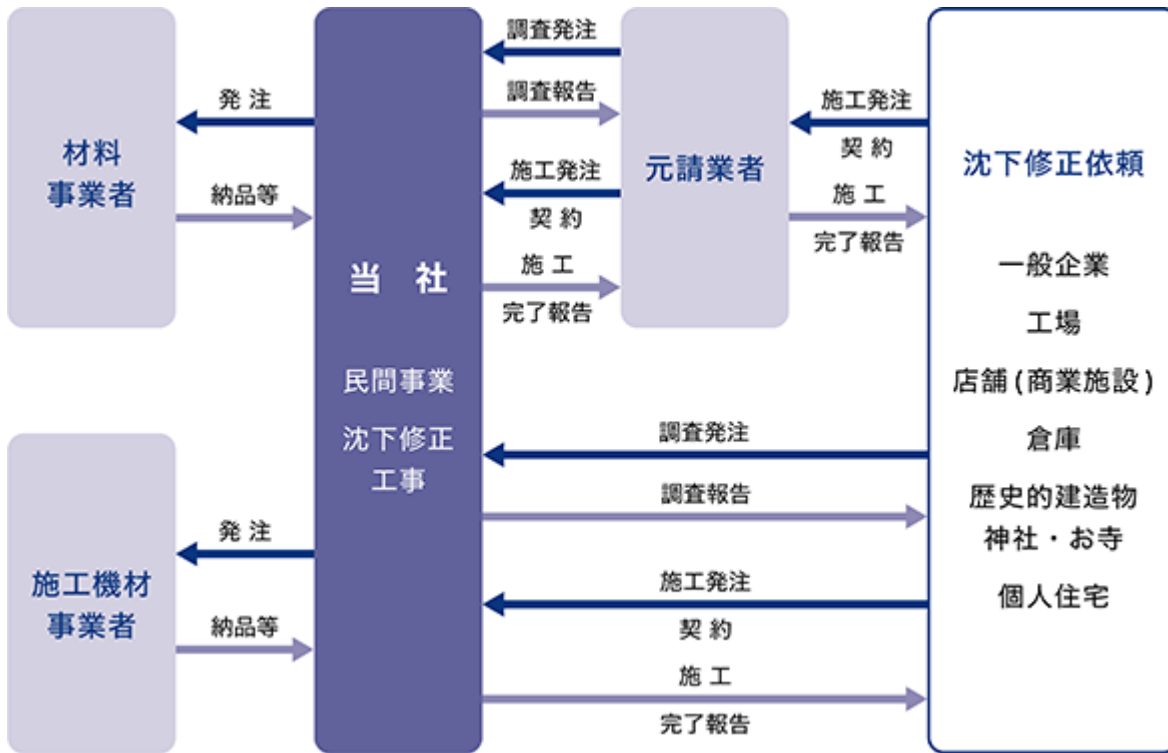 材料
事業者
発 注
納品等
施工機材
事業者
発 注
納品等
当 社
民間事業
沈下修正
工事
調査発注
調査報告
施工発注
契 約
施 工
完了報告
元請業者
施工発注
契 約
施 工
完了報告
調査発注
調査報告
施工発注
契 約
施 工
完了報告
沈下修正依頼
一般企業
工場
店舗(商業施設)
倉庫
歴史的建造物
神社・お寺
個人住宅